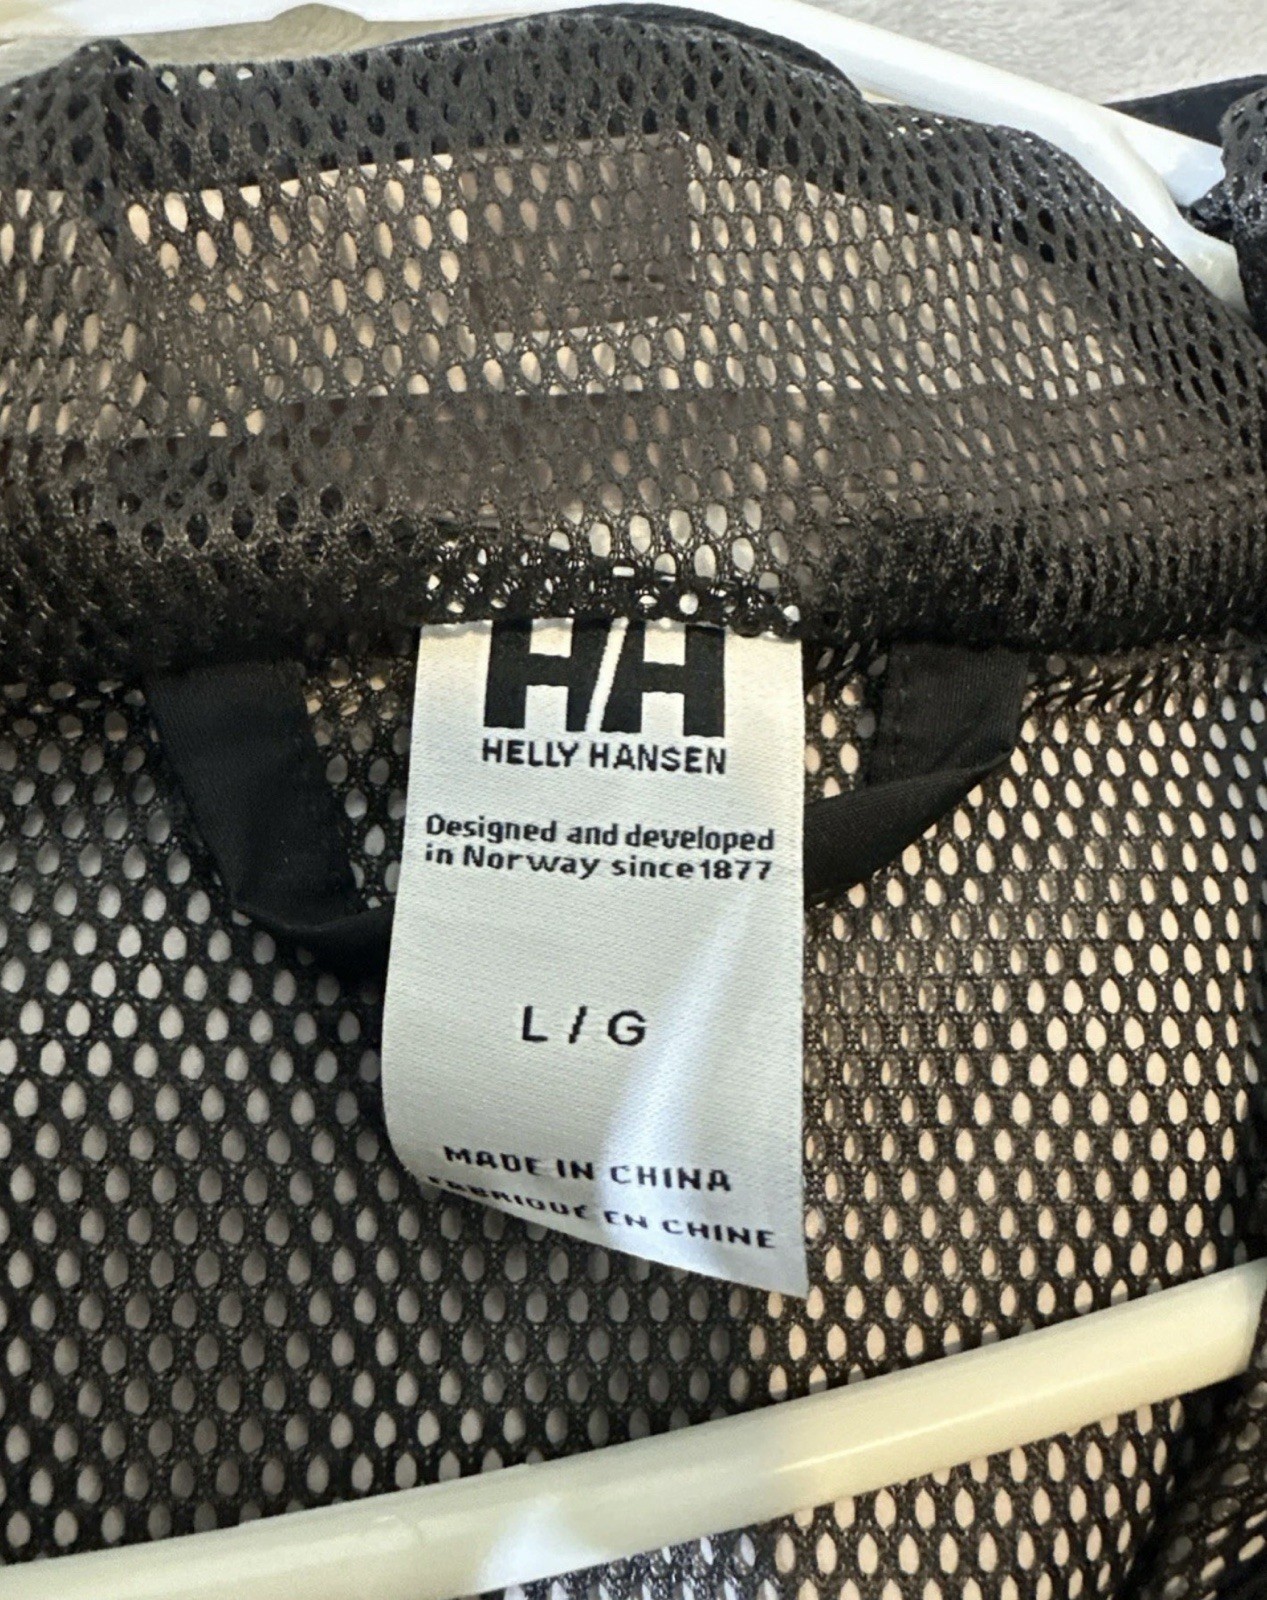 HH
HELLY HANSEN
Designed and developed
in Norway since 1877
L / G
MADE IN CHINA
FABRIQUÉ EN CHINE